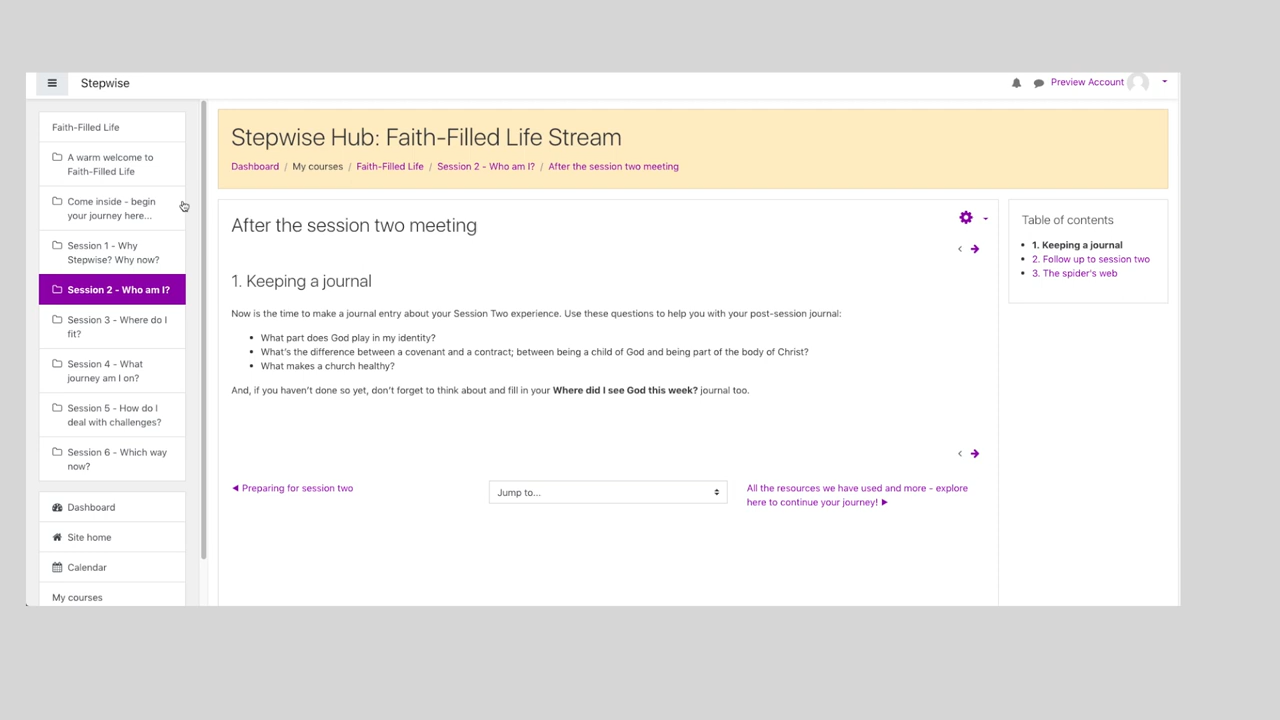 Stepwise
Preview Account
Faith-Filled Life
A warm welcome to
Faith-Filled Life
Come inside - begin
your journey here...
Session 1 - Why
Stepwise? Why now?
Session 2 - Who am I?
Session 3 - Where do I
fit?
Session 4 - What
journey am I on?
Session 5 - How do I
deal with challenges?
Session 6 - Which way
now?
Dashboard
Site home
Calendar
My courses
Stepwise Hub: Faith-Filled Life Stream
Dashboard / My courses / Faith-Filled Life / Session 2 - Who am I? / After the session two meeting
After the session two meeting
1. Keeping a journal
Now is the time to make a journal entry about your Session Two experience. Use these questions to help you with your post-session journal:
• What part does God play in my identity?
• What's the difference between a covenant and a contract; between being a child of God and being part of the body of Christ?
• What makes a church healthy?
And, if you haven't done so yet, don't forget to think about and fill in your Where did I see God this week? journal too.
◄ Preparing for session two
Jump to...
All the resources we have used and more - explore
here to continue your journey! ►
Table of contents
• 1. Keeping a journal
• 2. Follow up to session two
• 3. The spider's web